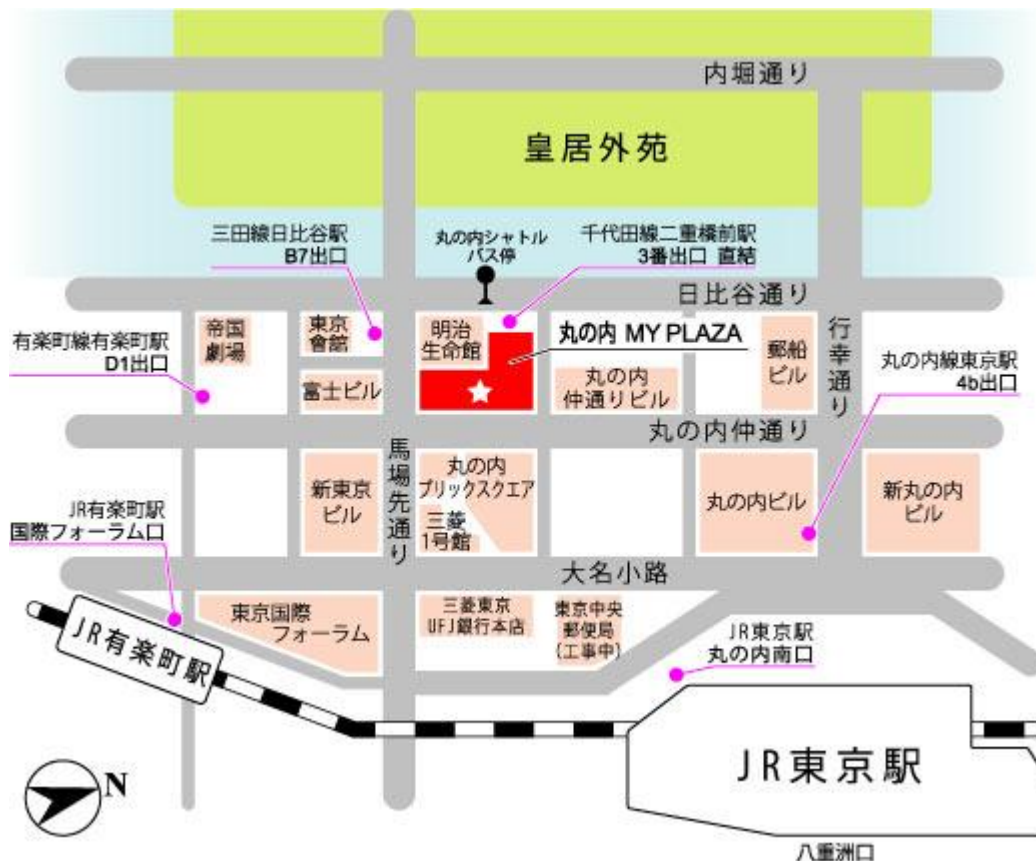 内堀通り
皇居外苑
三田線日比谷駅
B7出口
丸の内シャトル
バス停
千代田線二重橋前駅
3番出口 直結
日比谷通り
有楽町線有楽町駅
D1出口
帝国
劇場
東京
會館
明治
生命館
丸の内 MY PLAZA
郵船
ビル
行幸通り
丸の内線東京駅
4b出口
富士ビル
丸の内
仲通りビル
丸の内仲通り
馬場先通り
新東京
ビル
丸の内
ブリックスクエア
三菱
1号館
丸の内ビル
新丸の内
ビル
JR有楽町駅
国際フォーラム口
大名小路
東京国際
フォーラム
三菱東京
UFJ銀行本店
東京中央
郵便局
(工事中)
JR東京駅
丸の内南口
JR有楽町駅
JR東京駅
N
八重洲口